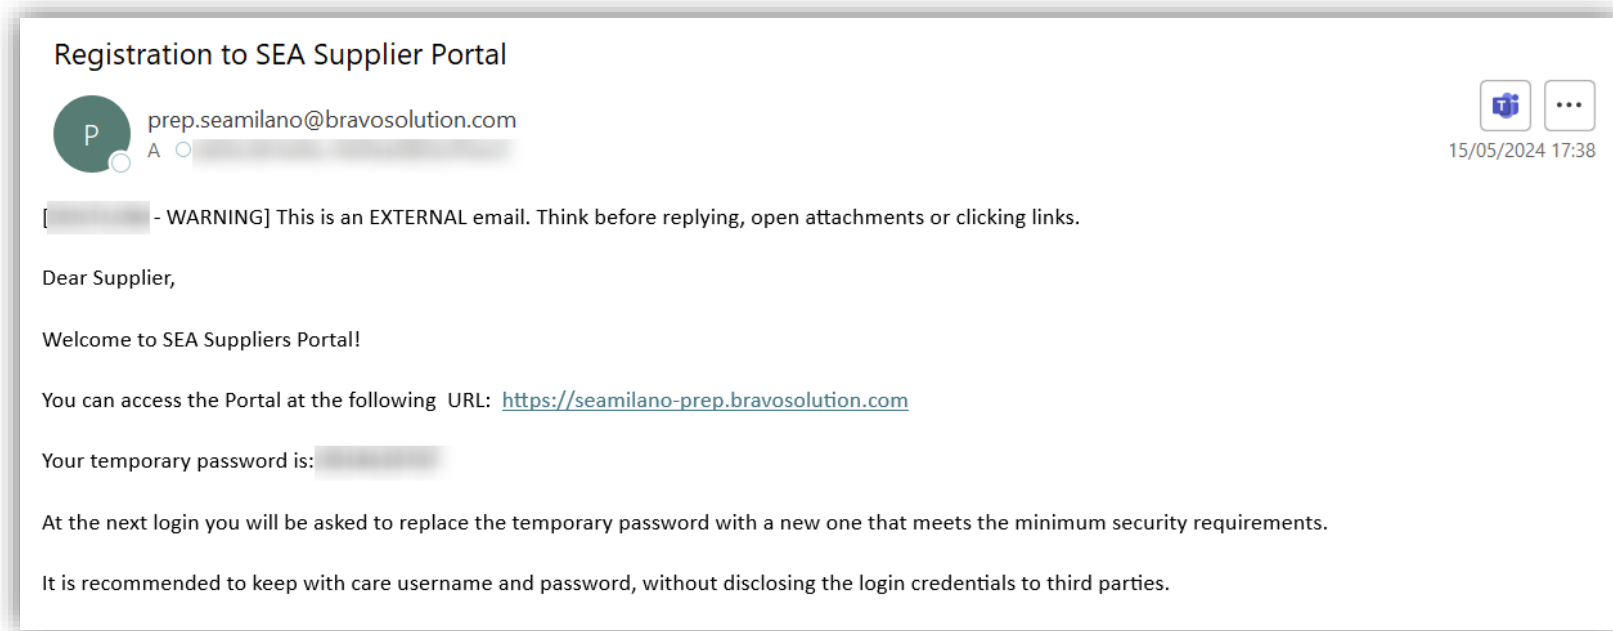 Registration to SEA Supplier Portal
P
prep.seamilano@bravosolution.com
A
15/05/2024 17:38
[ - WARNING] This is an EXTERNAL email. Think before replying, open attachments or clicking links.
Dear Supplier,
Welcome to SEA Suppliers Portal!
You can access the Portal at the following  URL:  https://seamilano-prep.bravosolution.com
Your temporary password is:
At the next login you will be asked to replace the temporary password with a new one that meets the minimum security requirements.
It is recommended to keep with care username and password, without disclosing the login credentials to third parties.